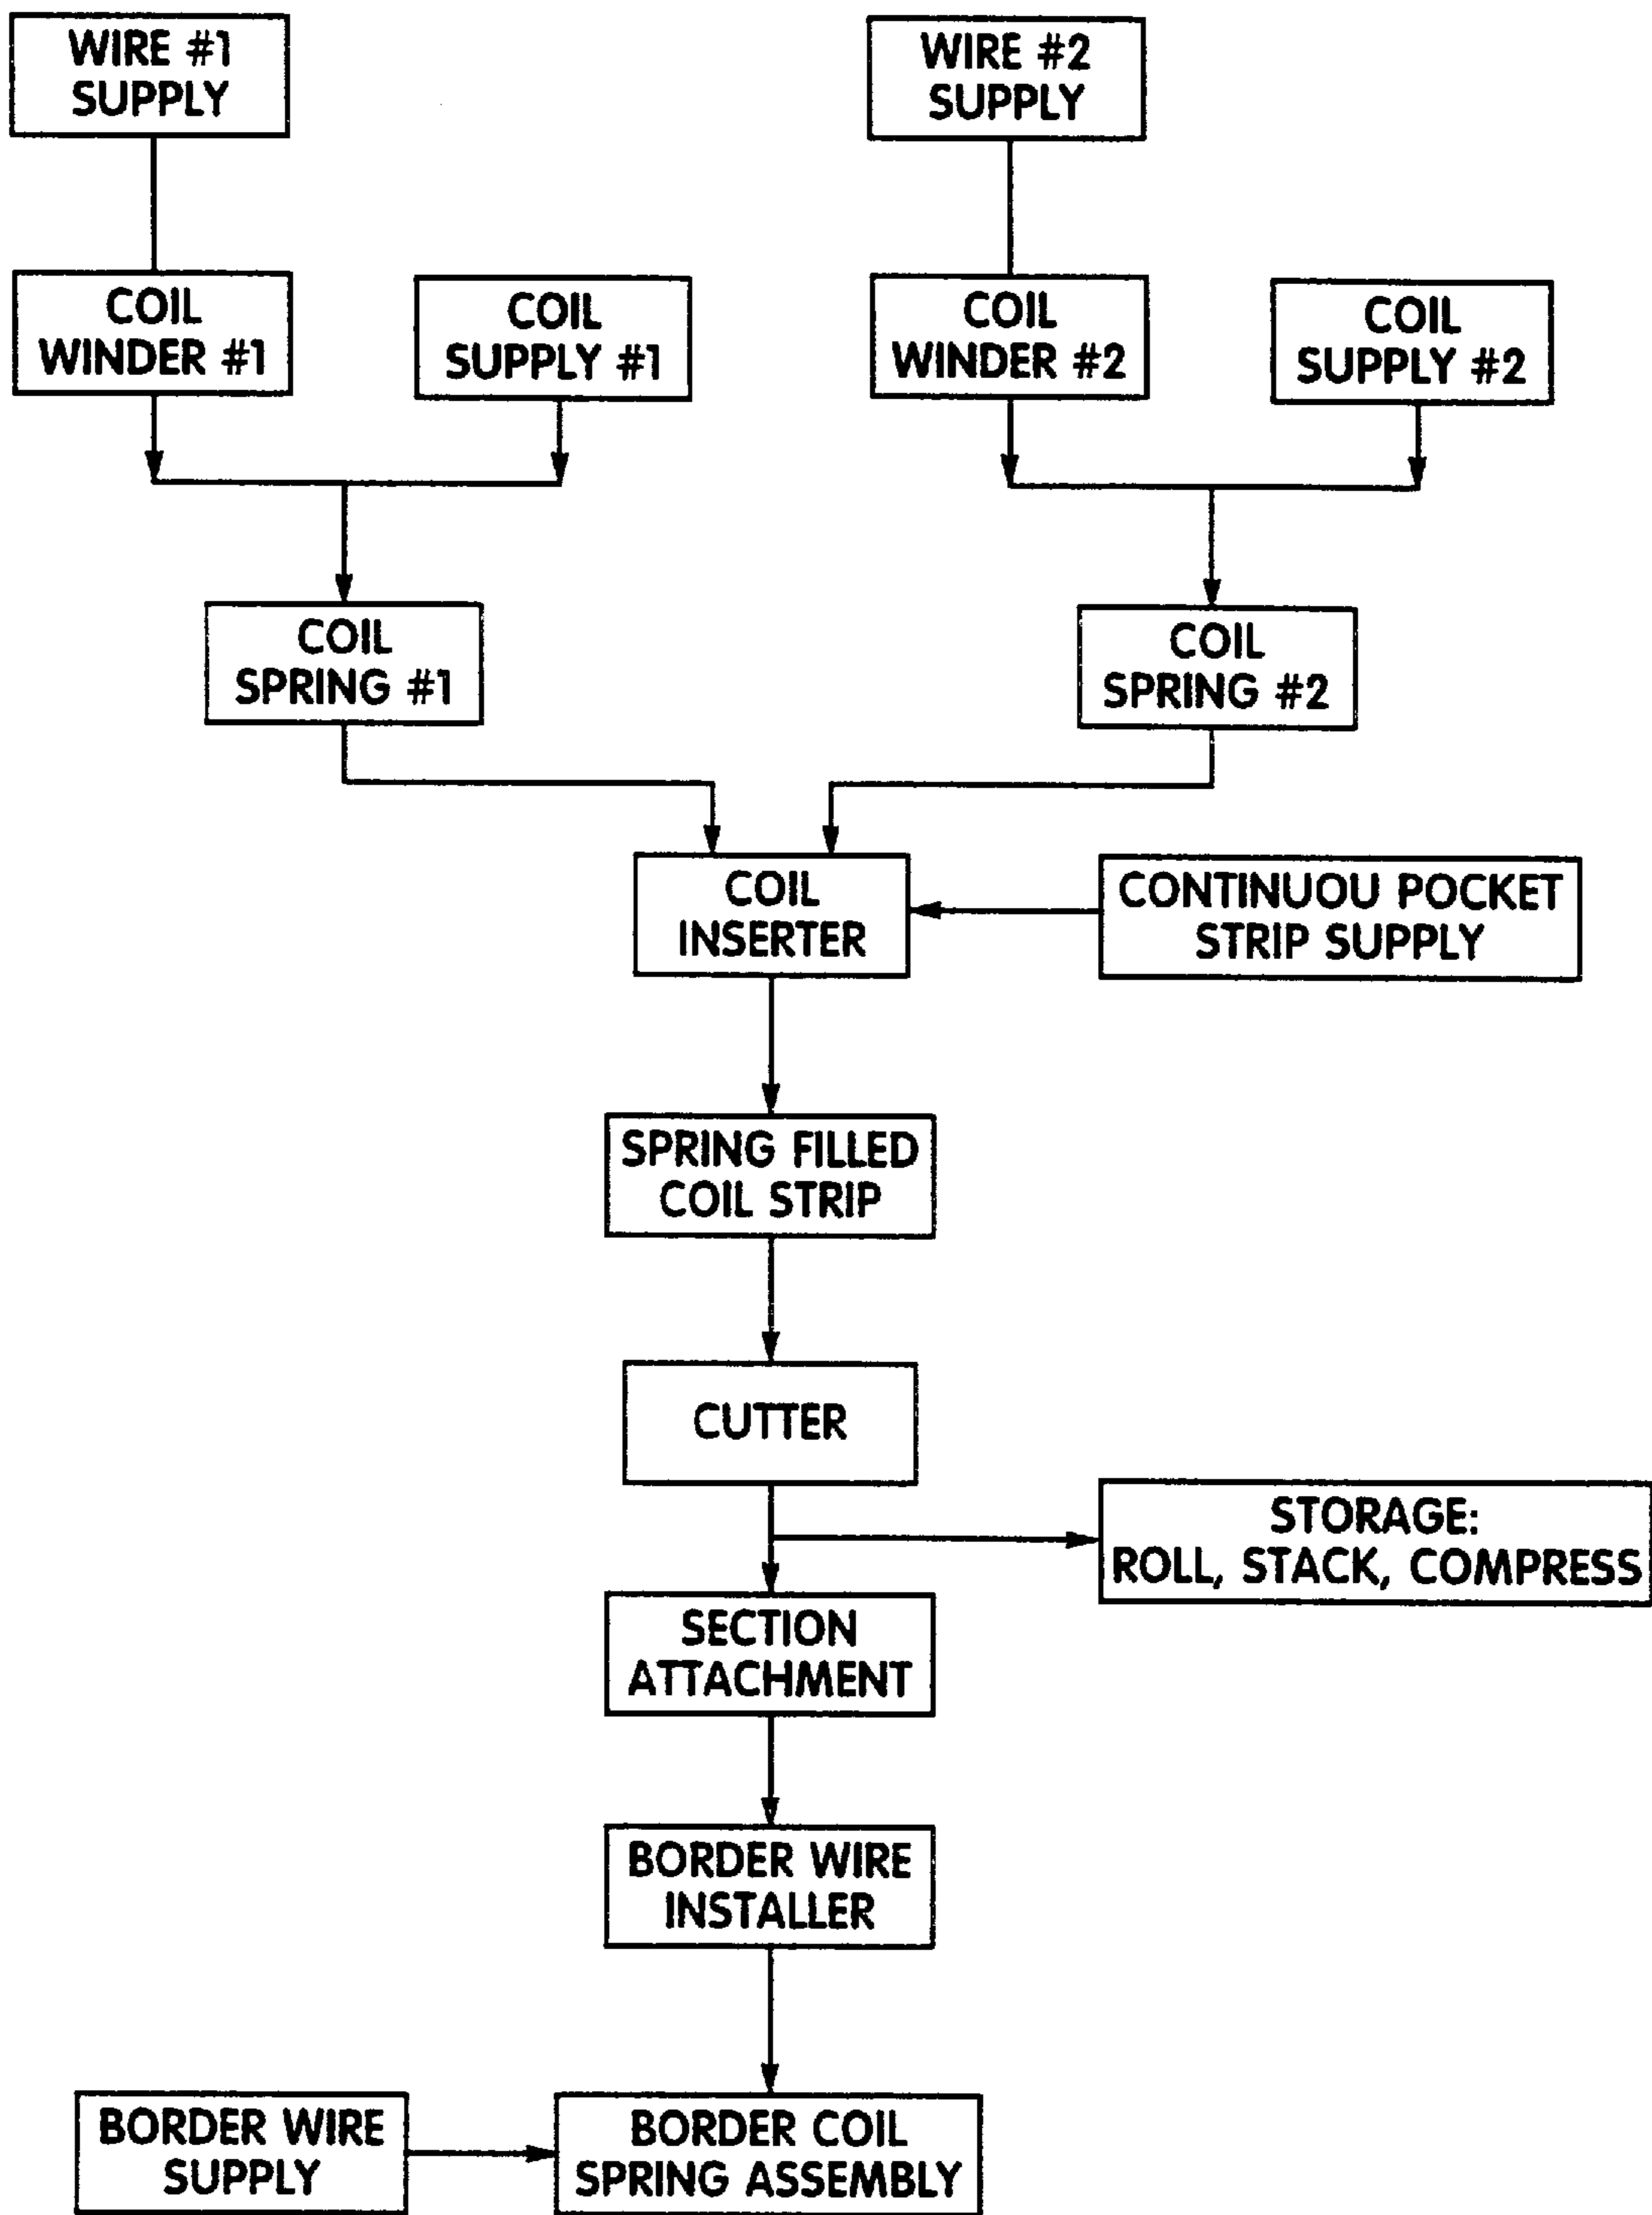 WIRE #1
SUPPLY
WIRE #2
SUPPLY
COIL
WINDER #1
COIL
SUPPLY #1
COIL
WINDER #2
COIL
SUPPLY #2
COIL
SPRING #1
COIL
SPRING #2
COIL
INSERTER
CONTINUOU POCKET
STRIP SUPPLY
SPRING FILLED
COIL STRIP
CUTTER
STORAGE:
ROLL, STACK, COMPRESS
SECTION
ATTACHMENT
BORDER WIRE
INSTALLER
BORDER WIRE
SUPPLY
BORDER COIL
SPRING ASSEMBLY